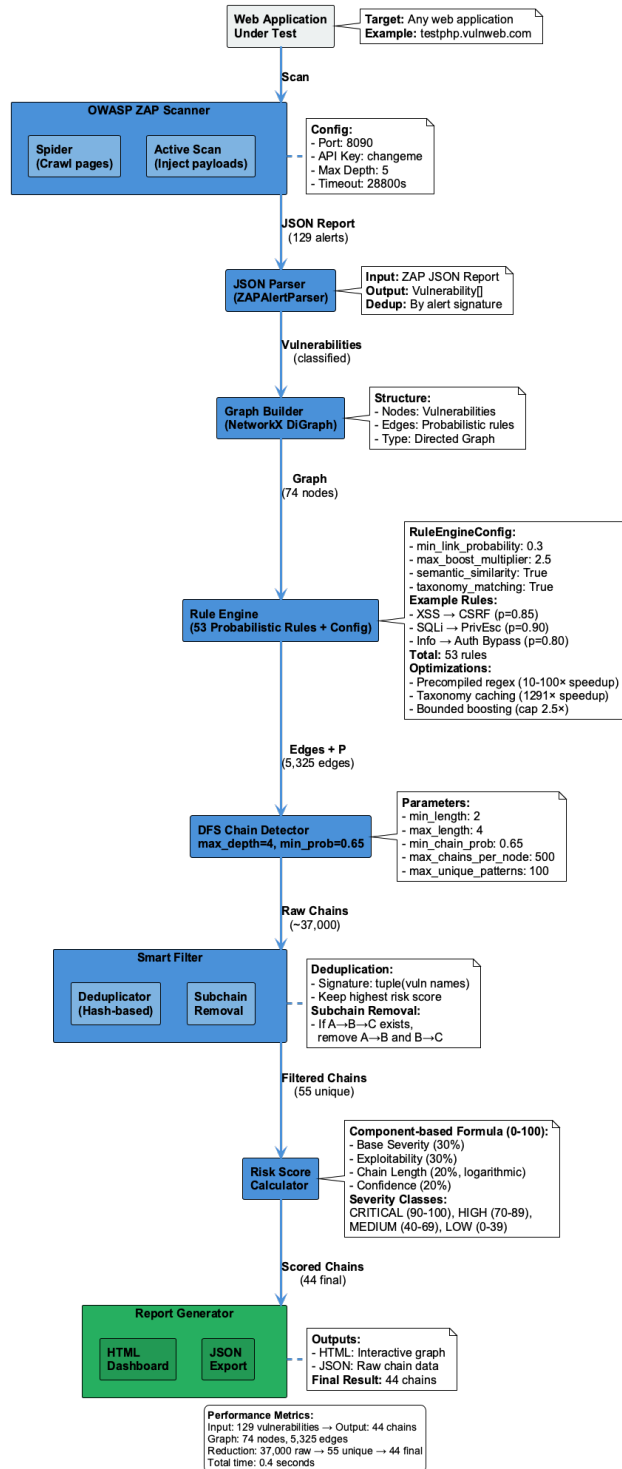 Web Application
Under Test
Target: Any web application
Example: testphp.vulnweb.com
Scan
OWASP ZAP Scanner
Spider
(Crawl pages)
Active Scan
(Inject payloads)
Config:
- Port: 8090
- API Key: changeme
- Max Depth: 5
- Timeout: 28800s
JSON Report
(129 alerts)
JSON Parser
(ZAPAlertParser)
Input: ZAP JSON Report
Output: Vulnerability[]
Dedup: By alert signature
Vulnerabilities
(classified)
Graph Builder
(NetworkX DiGraph)
Structure:
- Nodes: Vulnerabilities
- Edges: Probabilistic rules
- Type: Directed Graph
Graph
(74 nodes)
Rule Engine
(53 Probabilistic Rules + Config)
RuleEngineConfig:
- min_link_probability: 0.3
- max_boost_multiplier: 2.5
- semantic_similarity: True
- taxonomy_matching: True
Example Rules:
- XSS → CSRF (p=0.85)
- SQLi → PrivEsc (p=0.90)
- Info → Auth Bypass (p=0.80)
Total: 53 rules
Optimizations:
- Precompiled regex (10-100× speedup)
- Taxonomy caching (1291× speedup)
- Bounded boosting (cap 2.5×)
Edges + P
(5,325 edges)
DFS Chain Detector
max_depth=4, min_prob=0.65
Parameters:
- min_length: 2
- max_length: 4
- min_chain_prob: 0.65
- max_chains_per_node: 500
- max_unique_patterns: 100
Raw Chains
(~37,000)
Smart Filter
Deduplicator
(Hash-based)
Subchain
Removal
Deduplication:
- Signature: tuple(vuln names)
- Keep highest risk score
Subchain Removal:
- If A→B→C exists,
remove A→B and B→C
Filtered Chains
(55 unique)
Risk Score
Calculator
Component-based Formula (0-100):
- Base Severity (30%)
- Exploitability (30%)
- Chain Length (20%, logarithmic)
- Confidence (20%)
Severity Classes:
CRITICAL (90-100), HIGH (70-89),
MEDIUM (40-69), LOW (0-39)
Scored Chains
(44 final)
Report Generator
HTML
Dashboard
JSON
Export
Outputs:
- HTML: Interactive graph
- JSON: Raw chain data
Final Result: 44 chains
Performance Metrics:
Input: 129 vulnerabilities → Output: 44 chains
Graph: 74 nodes, 5,325 edges
Reduction: 37,000 raw → 55 unique → 44 final
Total time: 0.4 seconds